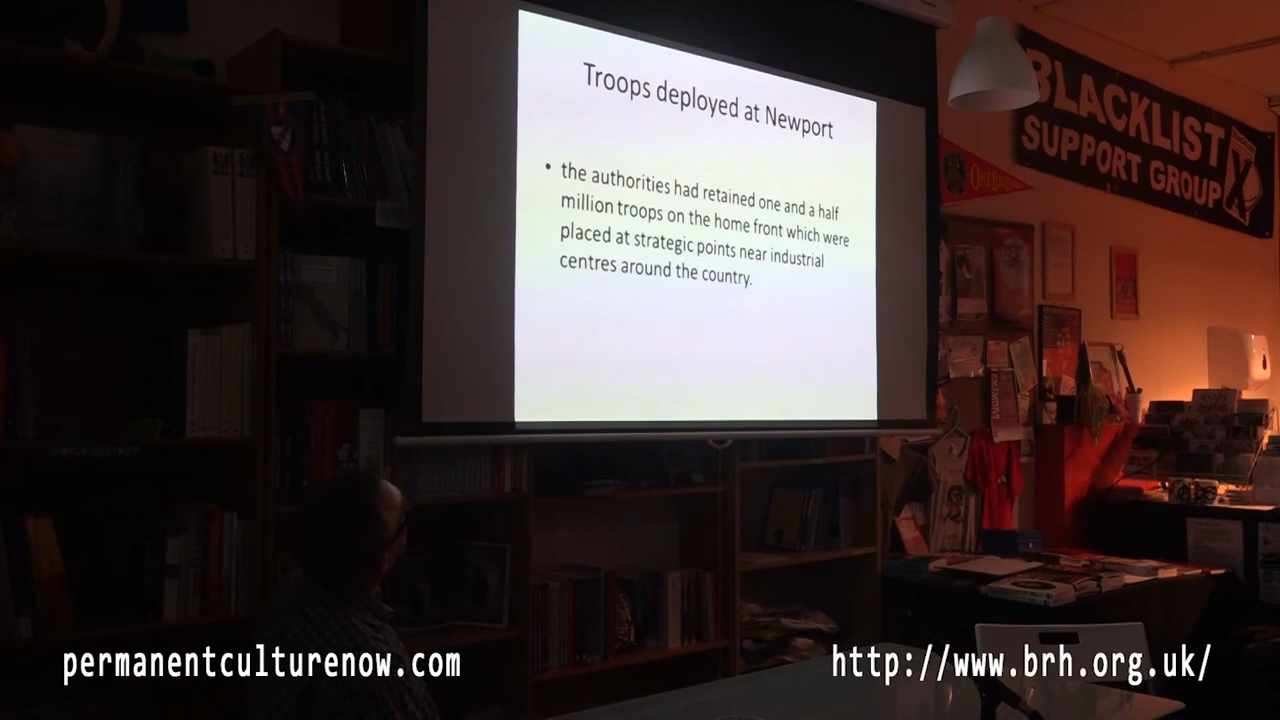 Troops deployed at Newport
• the authorities had retained one and a half
million troops on the home front which were
placed at strategic points near industrial
centres around the country.
BLACKLIST
SUPPORT GROUP
permanentculturenow.com
http://www.brh.org.uk/